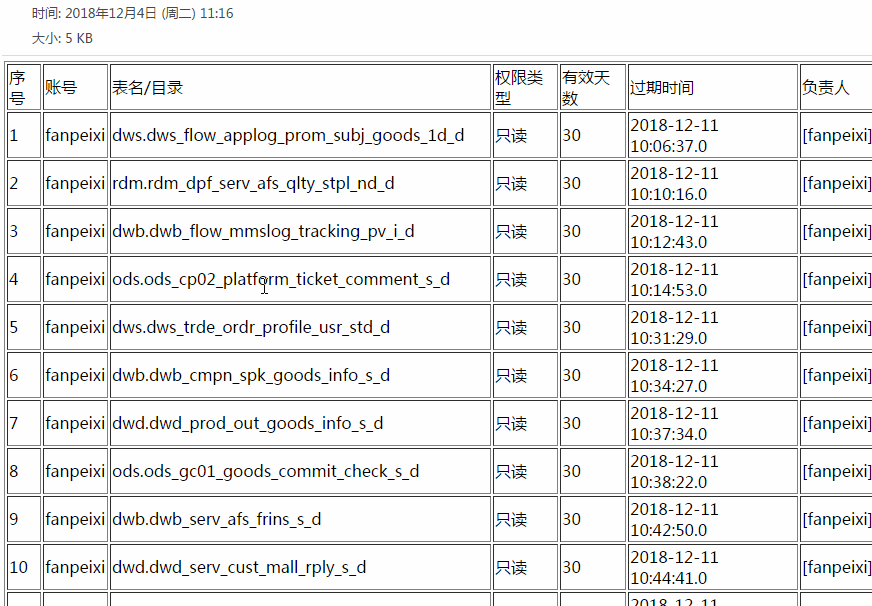 时间: 2018年12月4日 (周二) 11:16
大小: 5 KB
序号 账号 表名/目录 权限类型 有效天数 过期时间 负责人
1 fanpeixi dws.dws_flow_applog_prom_subj_goods_1d_d 只读 30 2018-12-11 10:06:37.0 [fanpeixi]
2 fanpeixi rdm.rdm_dpf_serv_afs_qlty_stpl_nd_d 只读 30 2018-12-11 10:10:16.0 [fanpeixi]
3 fanpeixi dwb.dwb_flow_mmslog_tracking_pv_i_d 只读 30 2018-12-11 10:12:43.0 [fanpeixi]
4 fanpeixi ods.ods_cp02_platform_ticket_comment_s_d 只读 30 2018-12-11 10:14:53.0 [fanpeixi]
5 fanpeixi dws.dws_trde_ordr_profile_usr_std_d 只读 30 2018-12-11 10:31:29.0 [fanpeixi]
6 fanpeixi dwb.dwb_cmpn_spk_goods_info_s_d 只读 30 2018-12-11 10:34:27.0 [fanpeixi]
7 fanpeixi dwd.dwd_prod_out_goods_info_s_d 只读 30 2018-12-11 10:37:34.0 [fanpeixi]
8 fanpeixi ods.ods_gc01_goods_commit_check_s_d 只读 30 2018-12-11 10:38:22.0 [fanpeixi]
9 fanpeixi dwb.dwb_serv_afs_frins_s_d 只读 30 2018-12-11 10:42:50.0 [fanpeixi]
10 fanpeixi dwd.dwd_serv_cust_mall_rply_s_d 只读 30 2018-12-11 10:44:41.0 [fanpeixi]